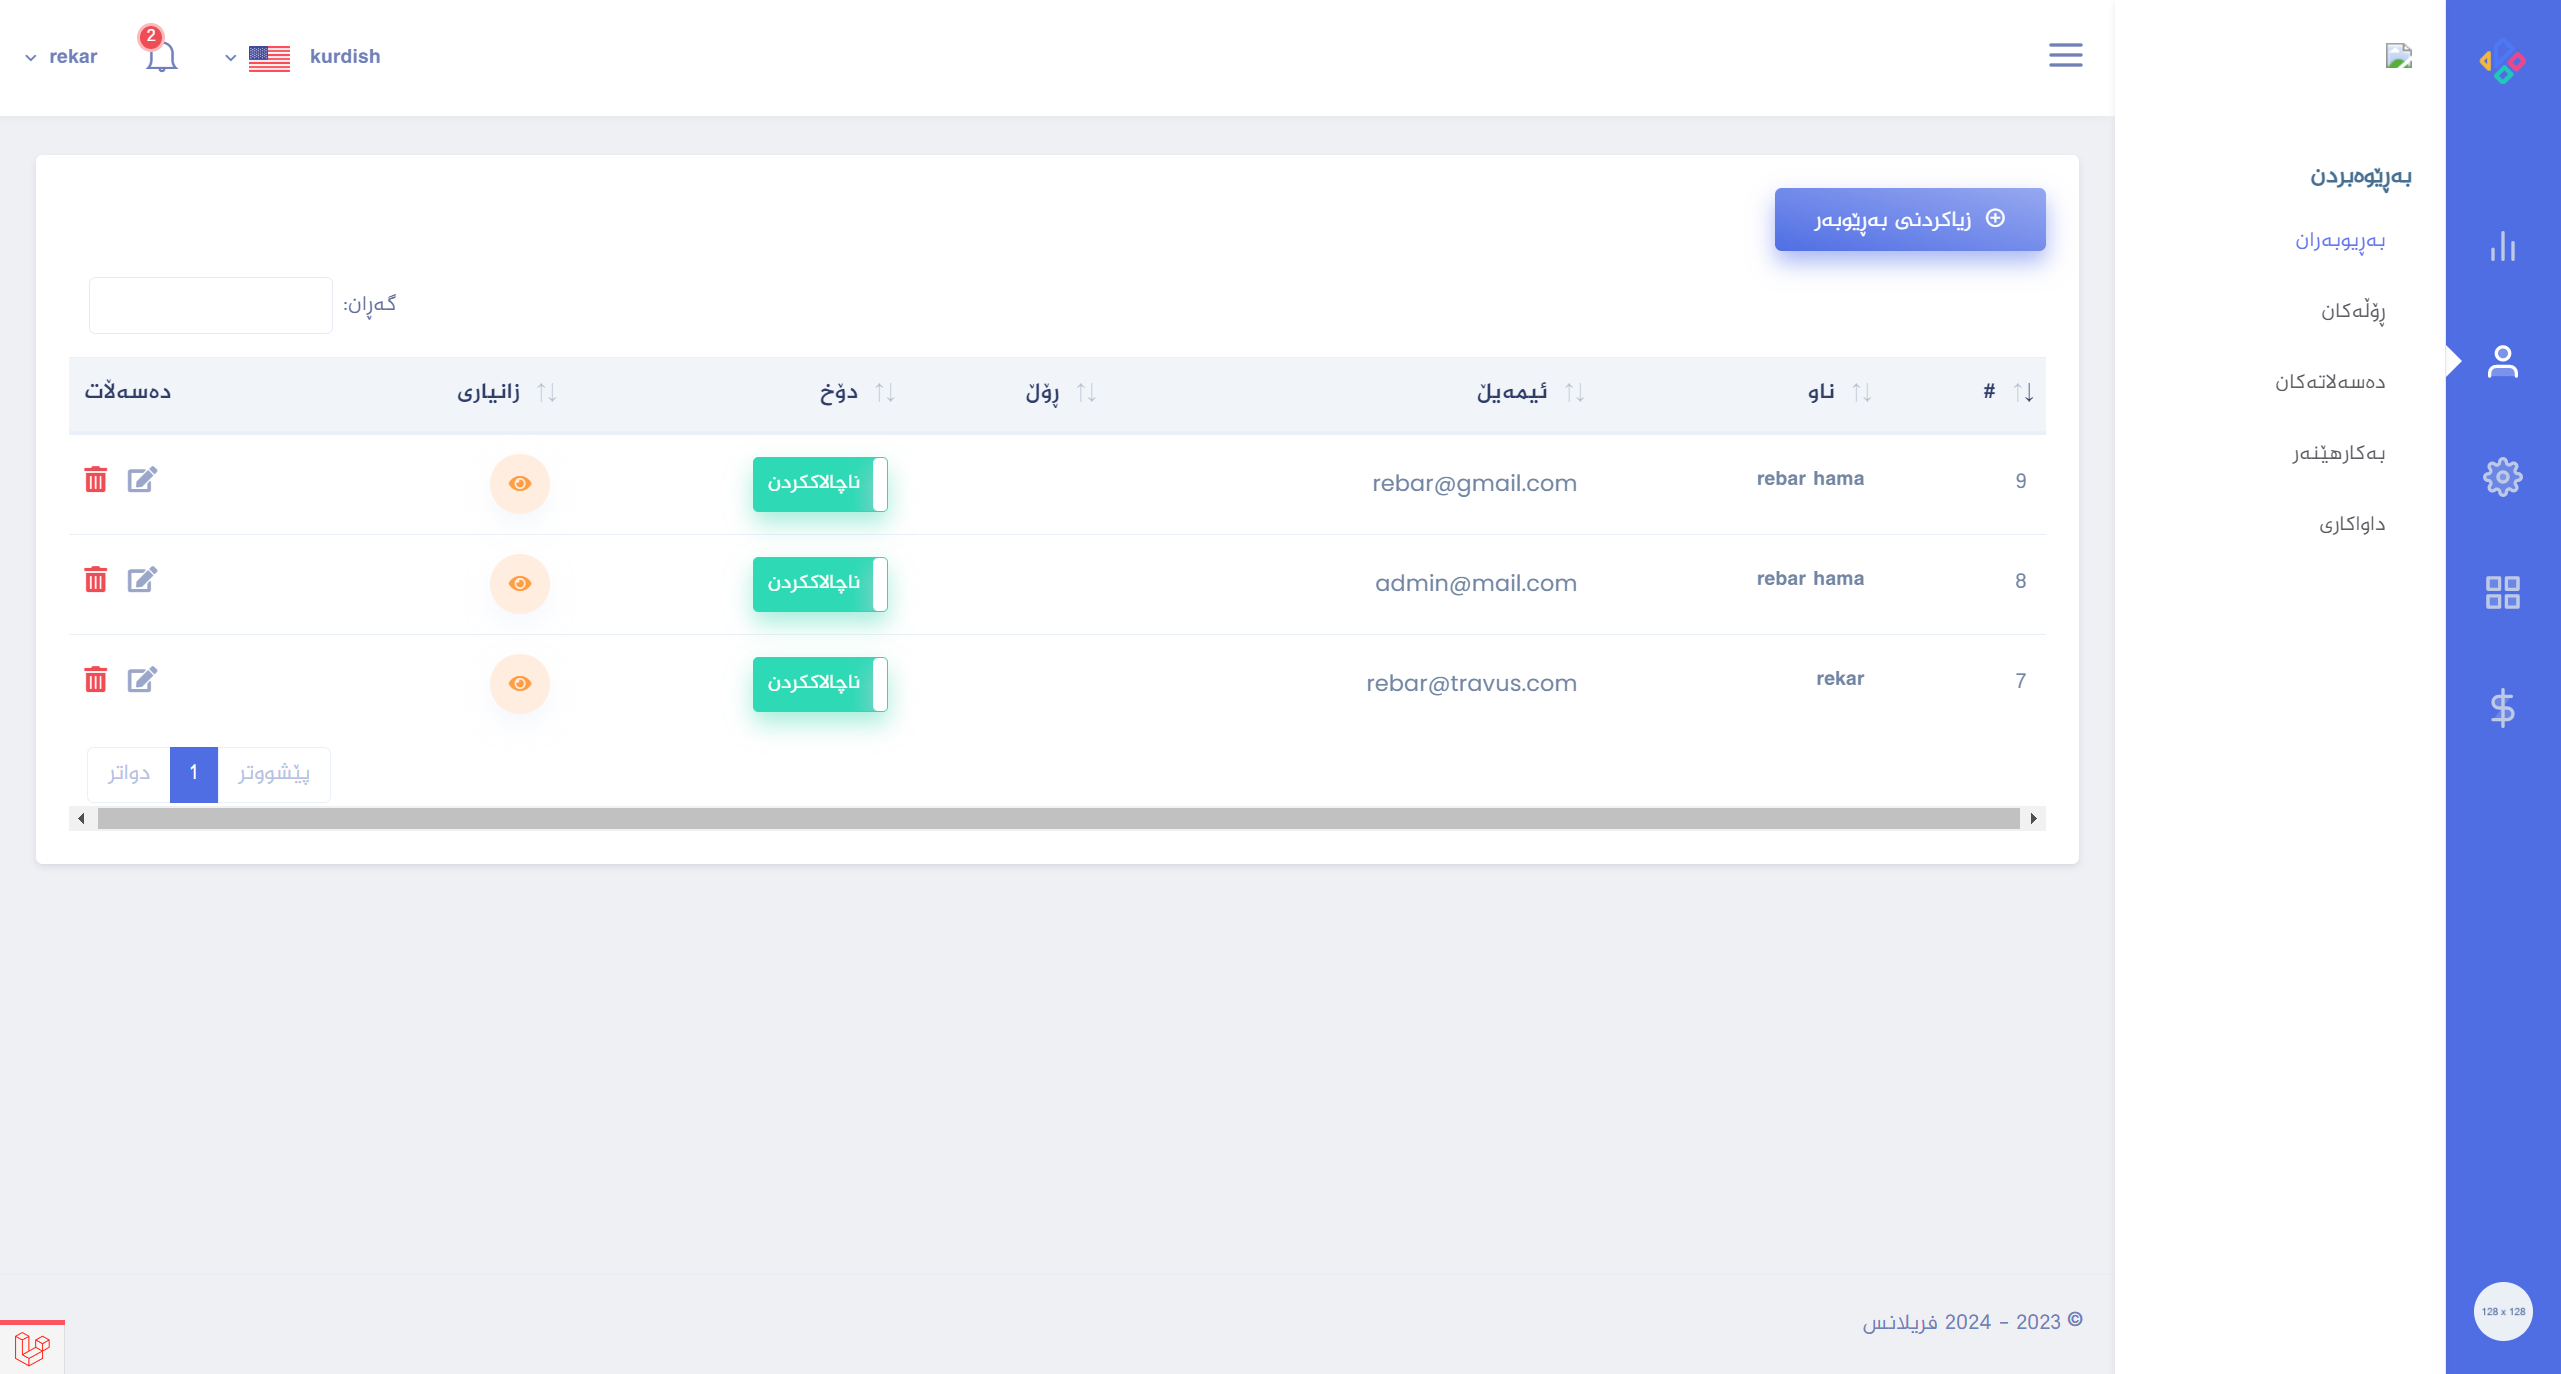 kurdish
2
rekar
بەڕێوەبردن
بەڕیوبەران
ڕۆڵەکان
دەسەلاتەکان
بەکارهێنەر
داواکاری
زیاکردنی بەڕێوبەر
گەڕان:
# ناو ئیمەیڵ ڕۆڵ دۆخ زانیاری دەسەڵات
9 rebar hama rebar@gmail.com ناچالاککردن
8 rebar hama admin@mail.com ناچالاککردن
7 rekar rebar@travus.com ناچالاککردن
پێشووتر 1 دواتر
© 2023 - 2024 فریلانس
128 x 128